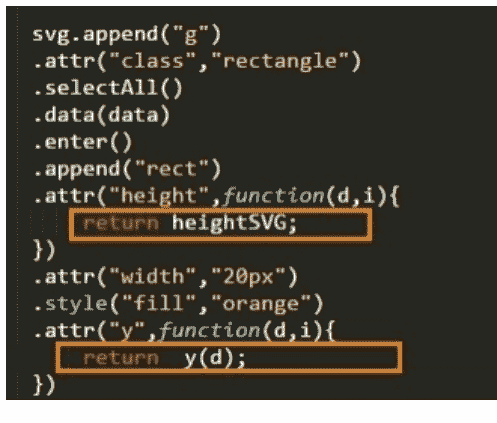 svg.append("g")
.attr("class","rectangle")
.selectAll()
.data(data)
.enter()
.append("rect")
.attr("height",function(d,i){
return heightSVG;
})
.attr("width","20px")
.style("fill","orange")
.attr("y",function(d,i){
return y(d);
})